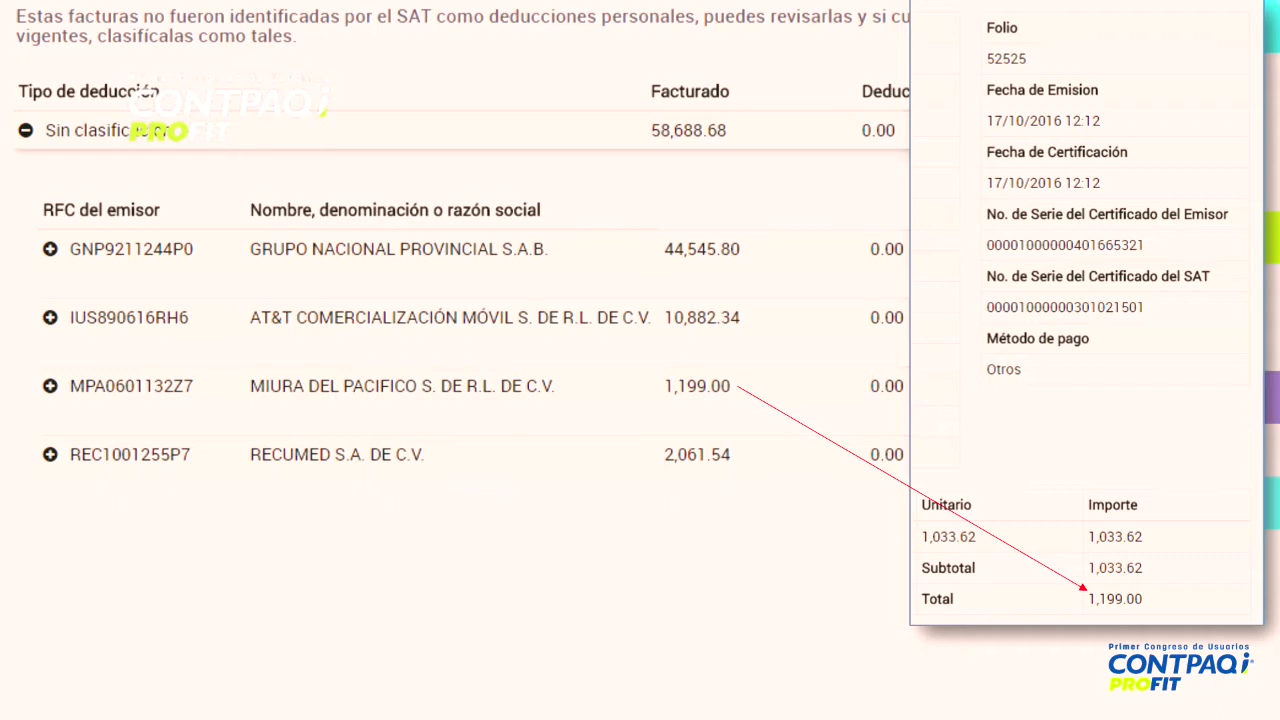 Estas facturas no fueron identificadas por el SAT como deducciones personales, puedes revisarlas y si cu
vigentes, clasifícalas como tales.
Tipo de deducción Facturado Deduc
Sin clasific 58,688.68 0.00
CONTPAQi
PROFIT
RFC del emisor Nombre, denominación o razón social
GNP9211244P0 GRUPO NACIONAL PROVINCIAL S.A.B. 44,545.80 0.00
IUS890616RH6 AT&T COMERCIALIZACIÓN MÓVIL S. DE R.L. DE C.V. 10,882.34 0.00
MPA0601132Z7 MIURA DEL PACIFICO S. DE R.L. DE C.V. 1,199.00 0.00
REC1001255P7 RECUMED S.A. DE C.V. 2,061.54 0.00
Folio
52525
Fecha de Emision
17/10/2016 12:12
Fecha de Certificación
17/10/2016 12:12
No. de Serie del Certificado del Emisor
00001000000401665321
No. de Serie del Certificado del SAT
00001000000301021501
Método de pago
Otros
Unitario Importe
1,033.62 1,033.62
Subtotal 1,033.62
Total 1,199.00
Primer Congreso de Usuarios
CONTPAQi
PROFIT